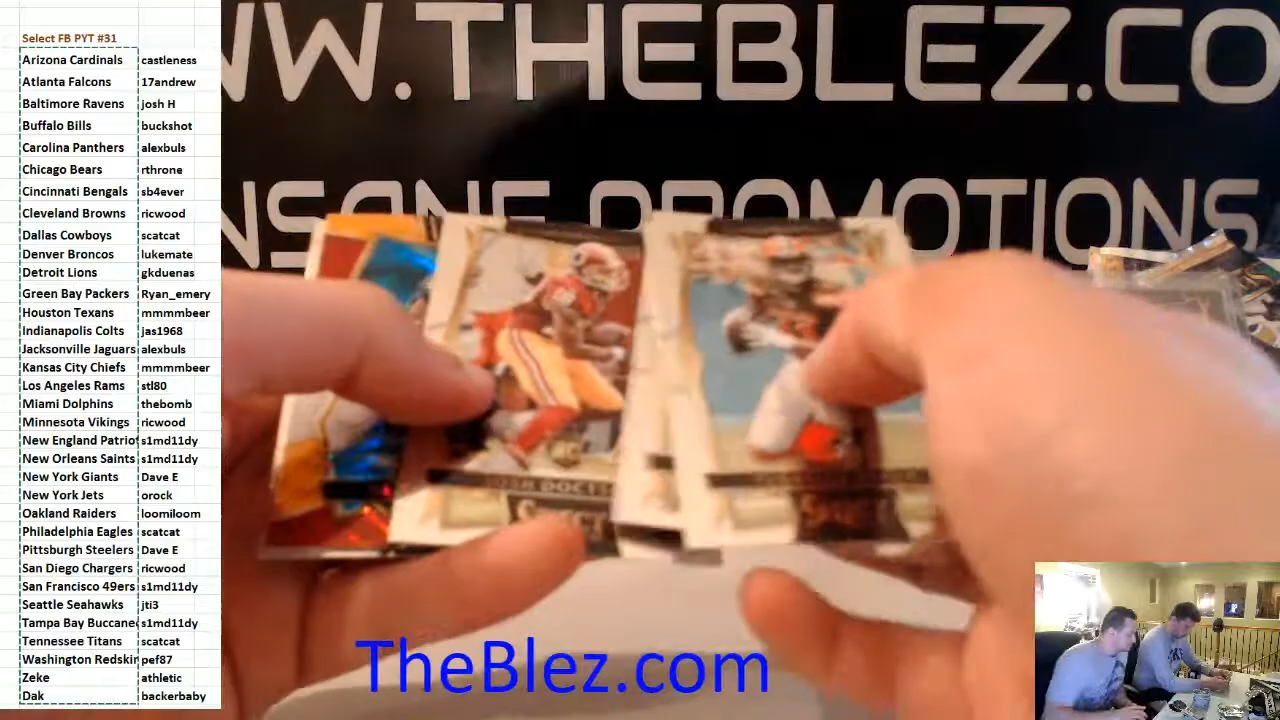 Select FB PYT #31
Arizona Cardinals castleness
Atlanta Falcons 17andrew
Baltimore Ravens josh H
Buffalo Bills buckshot
Carolina Panthers alexbuls
Chicago Bears rthrone
Cincinnati Bengals sb4ever
Cleveland Browns ricwood
Dallas Cowboys scatcat
Denver Broncos lukemate
Detroit Lions gkduenas
Green Bay Packers Ryan_emery
Houston Texans mmmmbeer
Indianapolis Colts jas1968
Jacksonville Jaguars alexbuls
Kansas City Chiefs mmmmbeer
Los Angeles Rams stl80
Miami Dolphins thebomb
Minnesota Vikings ricwood
New England Patriot s1md11dy
New Orleans Saints s1md11dy
New York Giants Dave E
New York Jets orock
Oakland Raiders loomiloom
Philadelphia Eagles scatcat
Pittsburgh Steelers Dave E
San Diego Chargers ricwood
San Francisco 49ers s1md11dy
Seattle Seahawks jti3
Tampa Bay Buccanee s1md11dy
Tennessee Titans scatcat
Washington Redskin pef87
Zeke athletic
Dak backerbaby
WW.THEBLEZ.CO
NSANE PROMOTIONS
TheBlez.com